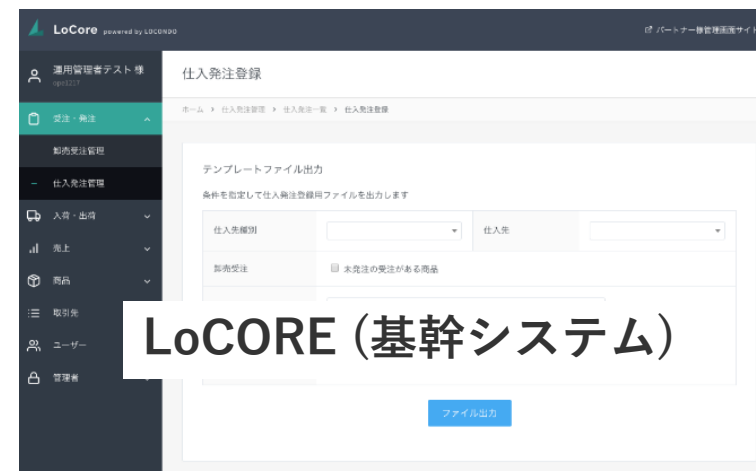 LoCore powered by LOCONDO
パートナー様管理画面サイト
運用管理者テスト 様
ope0217
仕入発注登録
ホーム › 仕入発注管理 › 仕入発注一覧 › 仕入発注登録
受注・発注
卸売受注管理
仕入発注管理
入荷・出荷
売上
商品
取引先
ユーザー
管理者
テンプレートファイル出力
条件を指定して仕入発注登録用ファイルを出力します
仕入先種別
仕入先
卸売受注
未発注の受注がある商品
LoCORE (基幹システム)
ファイル出力